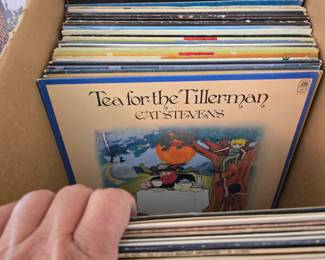 Tea for the Tillerman
CAT STEVENS